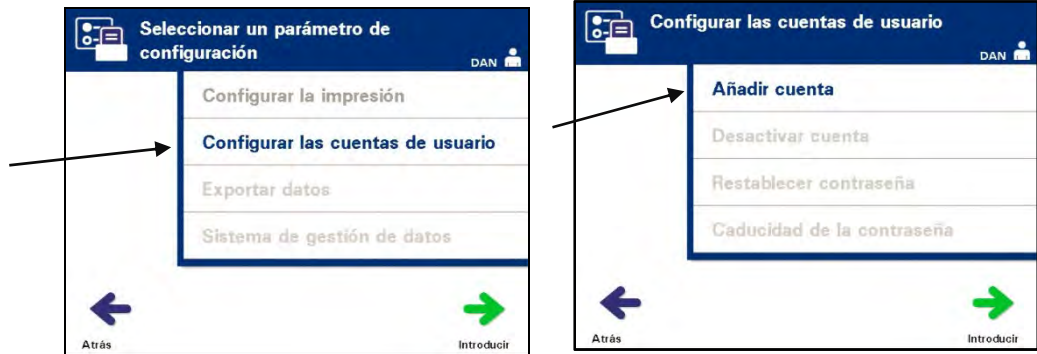 Seleccionar un parámetro de
configuración
DAN
Configurar la impresión
Configurar las cuentas de usuario
Exportar datos
Sistema de gestión de datos
Atrás
Introducir
Configurar las cuentas de usuario
DAN
Añadir cuenta
Desactivar cuenta
Restablecer contraseña
Caducidad de la contraseña
Atrás
Introducir